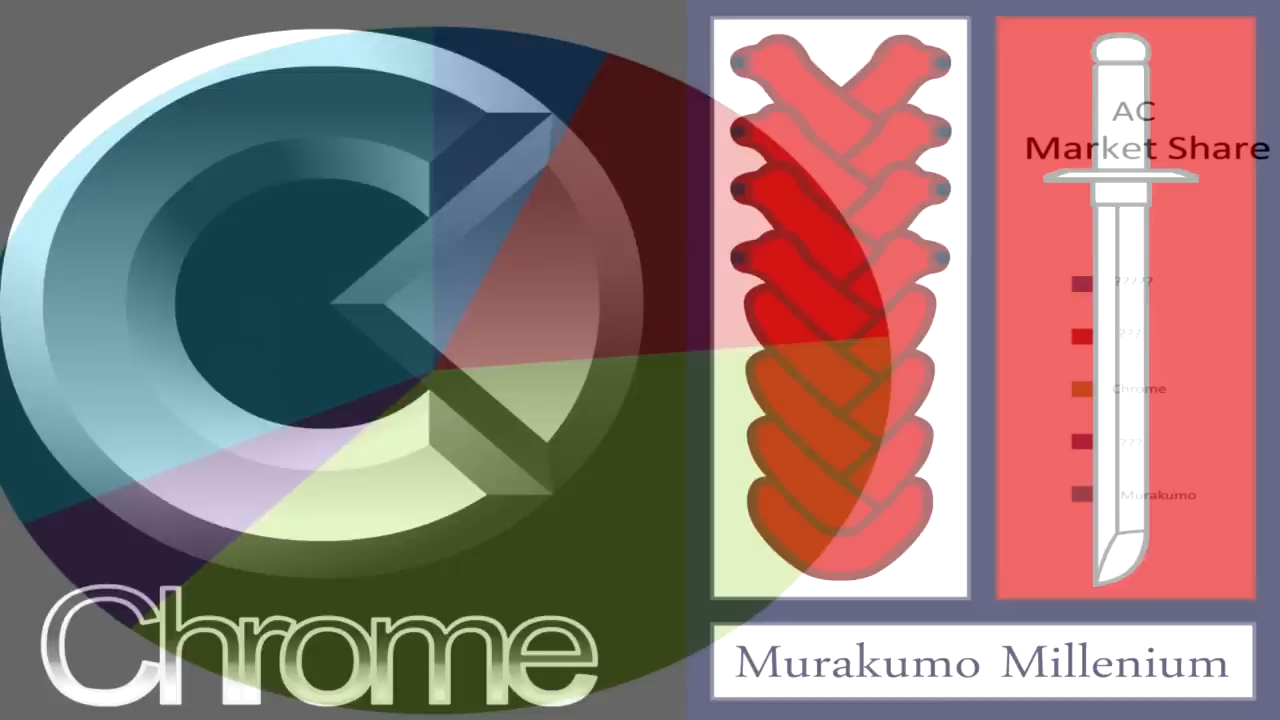 AC
Market Share
? ? ? ??
? ? ?
Chrome
? ? ?
Murakumo
Chrome
Murakumo Millenium